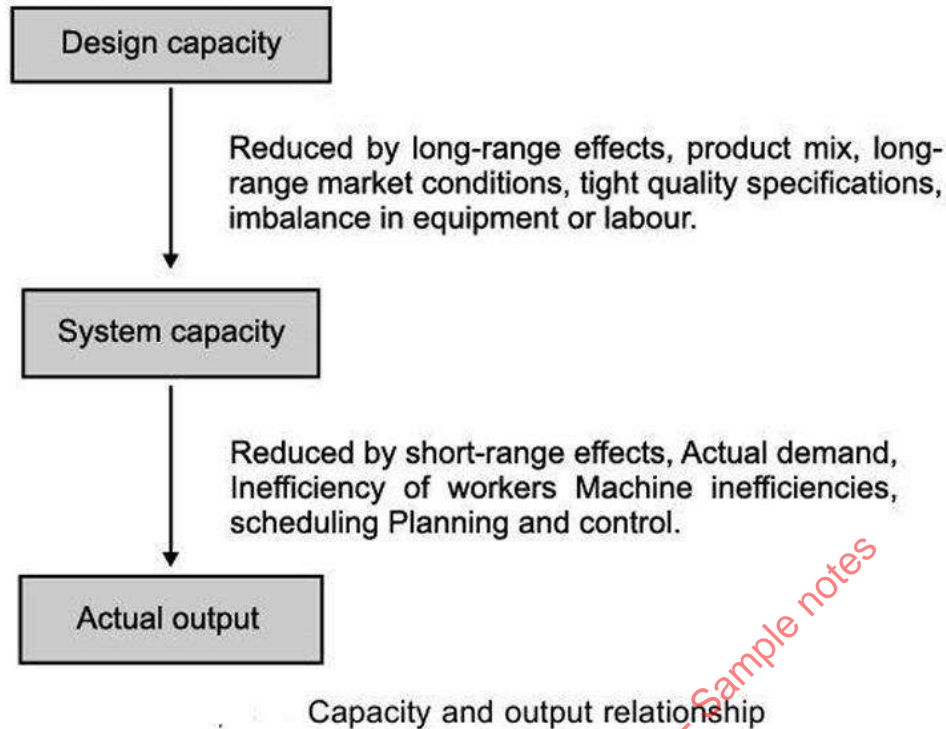 Design capacity
Reduced by long-range effects, product mix, long-
range market conditions, tight quality specifications,
imbalance in equipment or labour.
System capacity
Reduced by short-range effects, Actual demand,
Inefficiency of workers Machine inefficiencies,
scheduling Planning and control.
Actual output
Sample notes
Capacity and output relationship